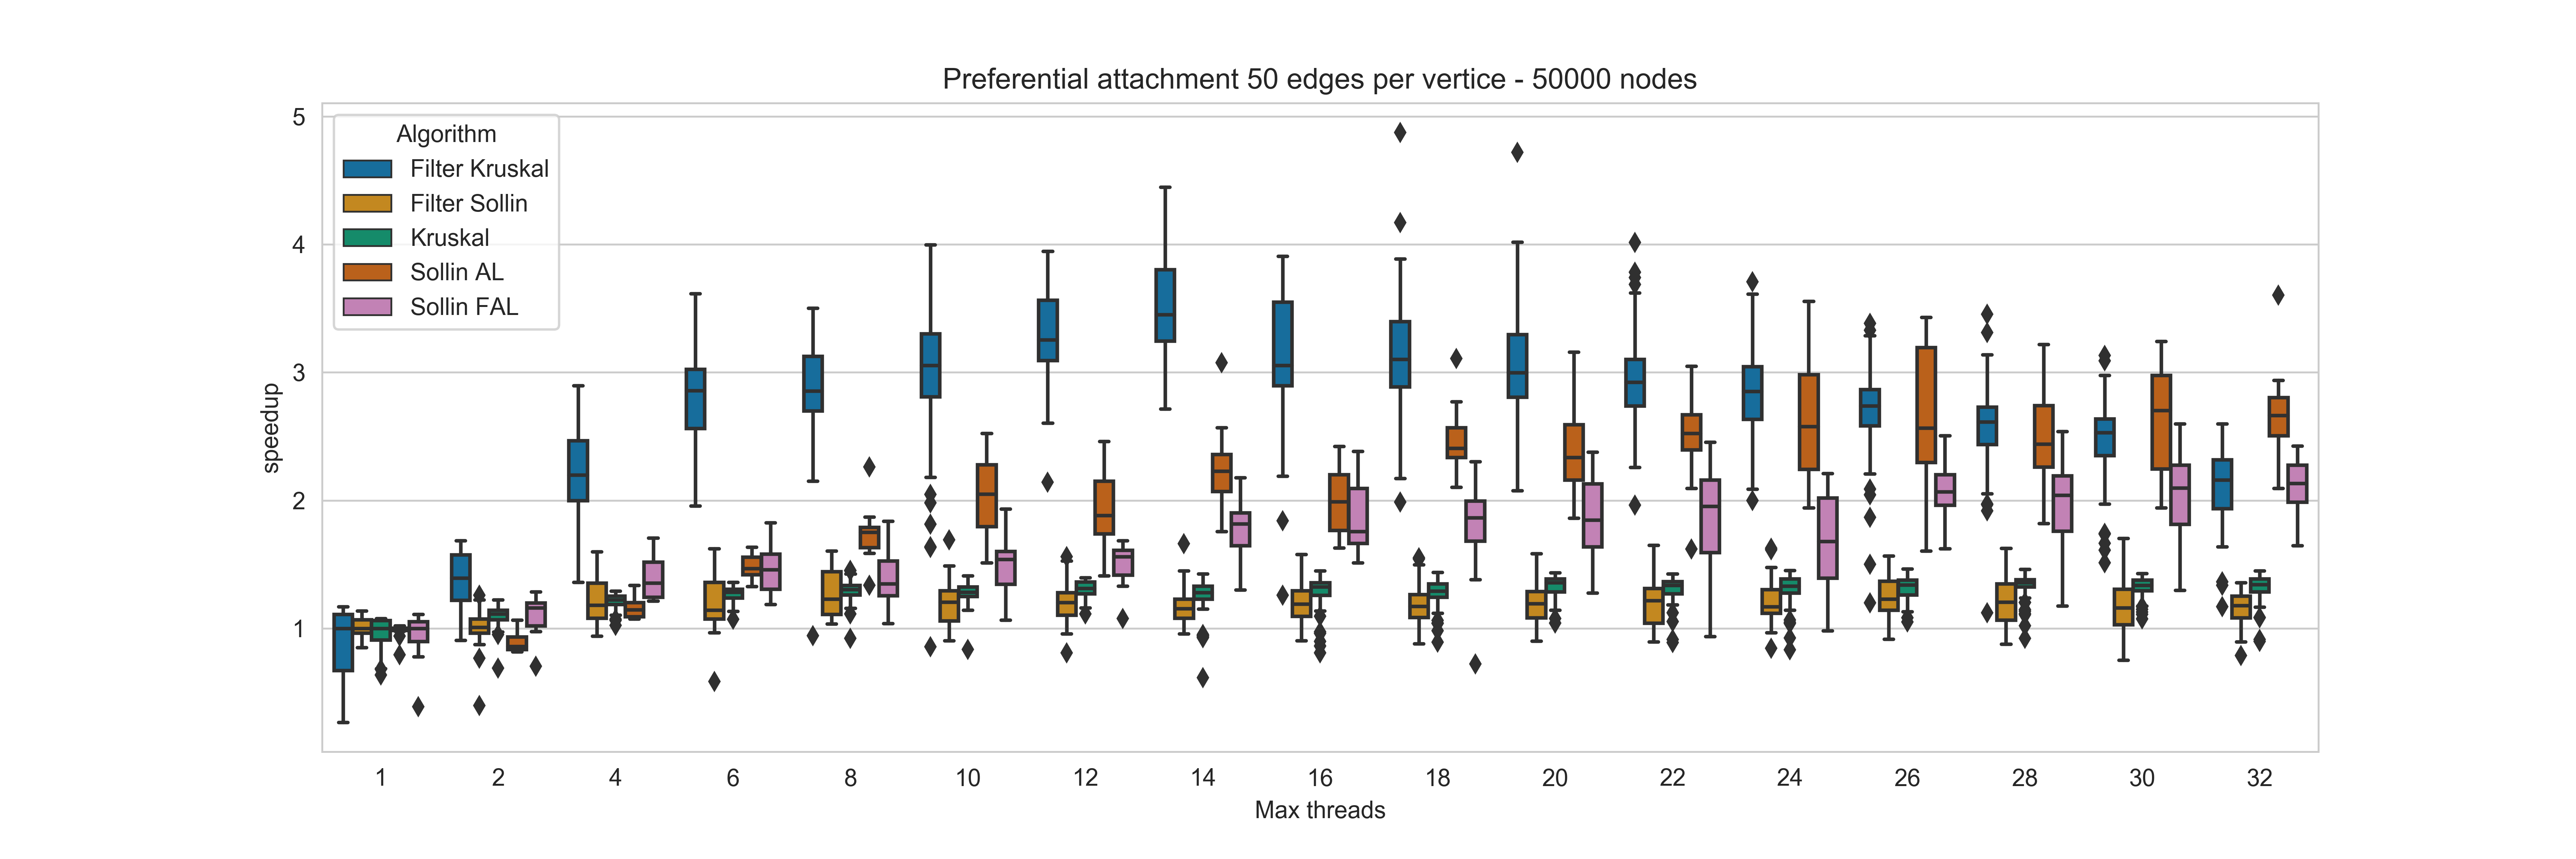 Preferential attachment 50 edges per vertice - 50000 nodes
5
4
3
2
1
speedup
Algorithm
Filter Kruskal
Filter Sollin
Kruskal
Sollin AL
Sollin FAL
1 2 4 6 8 10 12 14 16 18 20 22 24 26 28 30 32
Max threads